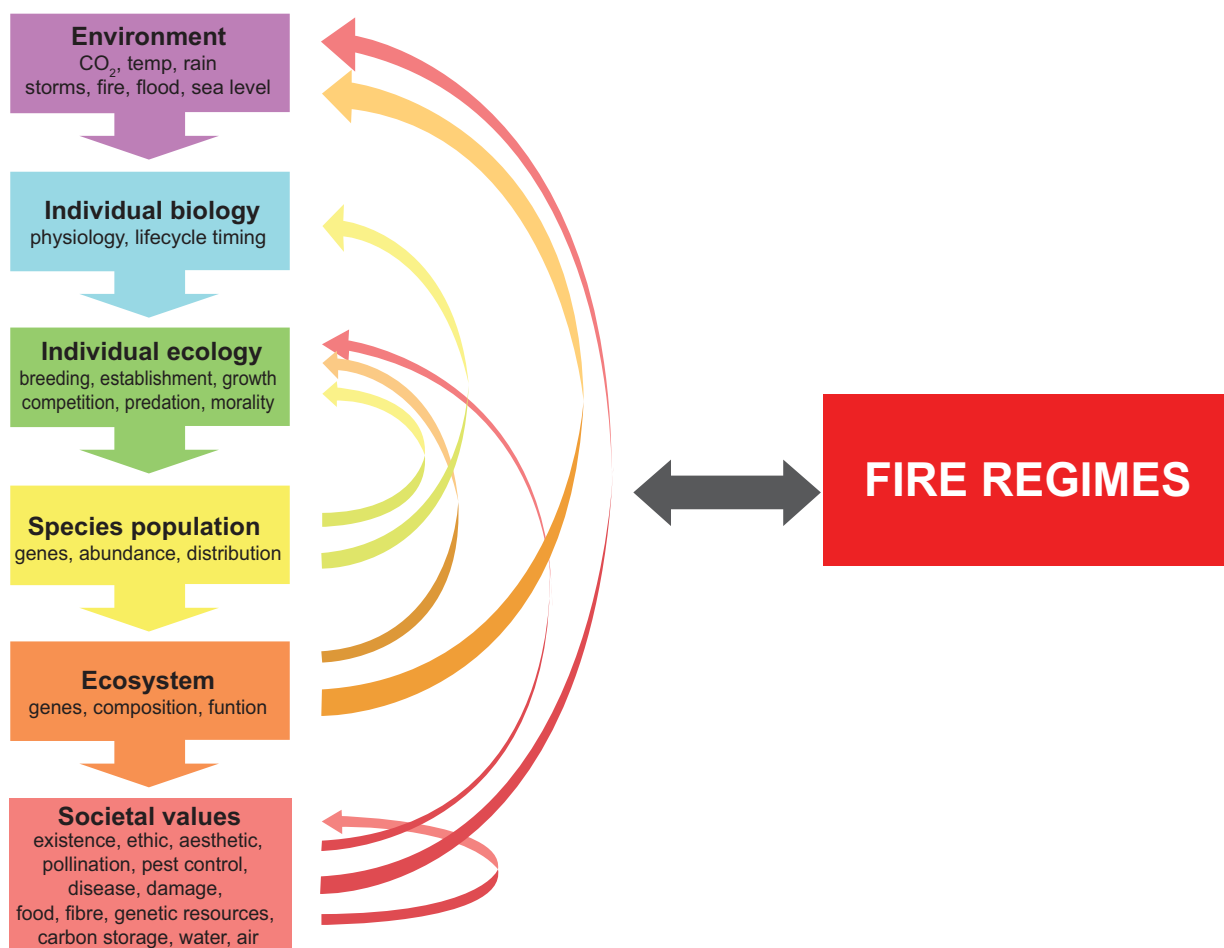 Environment
CO₂, temp, rain
storms, fire, flood, sea level
Individual biology
physiology, lifecycle timing
Individual ecology
breeding, establishment, growth
competition, predation, morality
Species population
genes, abundance, distribution
Ecosystem
genes, composition, funtion
Societal values
existence, ethic, aesthetic,
pollination, pest control,
disease, damage,
food, fibre, genetic resources,
carbon storage, water, air
FIRE REGIMES